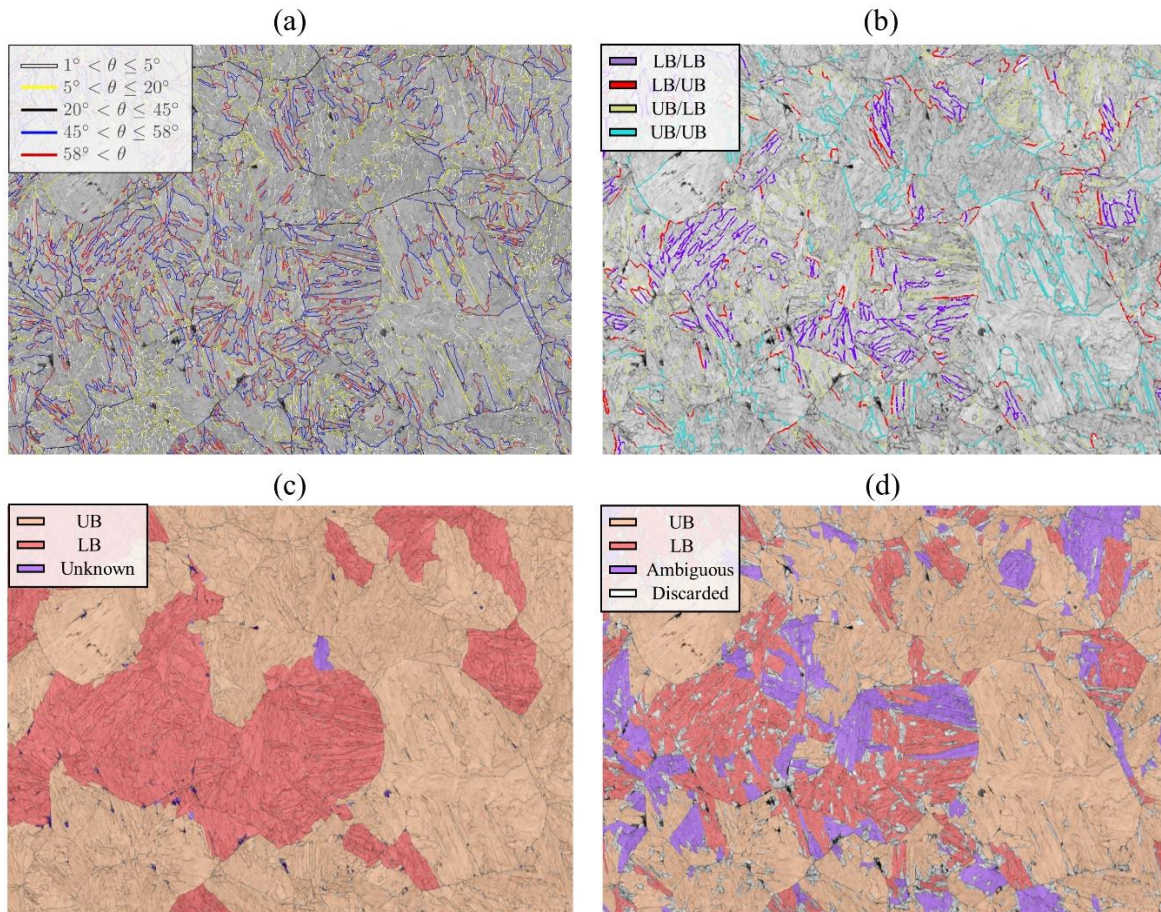 (a)
1° < θ ≤ 5°
5° < θ ≤ 20°
20° < θ ≤ 45°
45° < θ ≤ 58°
58° < θ
(b)
LB/LB
LB/UB
UB/LB
UB/UB
(c)
UB
LB
Unknown
(d)
UB
LB
Ambiguous
Discarded